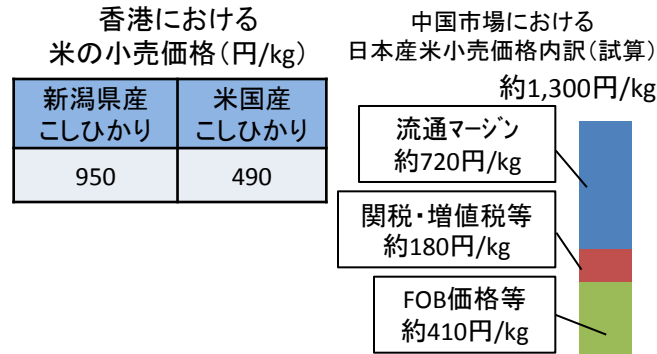 香港における
米の小売価格(円/kg)
新潟県産
こしひかり
米国産
こしひかり
950
490
中国市場における
日本産米小売価格内訳(試算)
約1,300円/kg
流通マージン
約720円/kg
関税・増値税等
約180円/kg
FOB価格等
約410円/kg